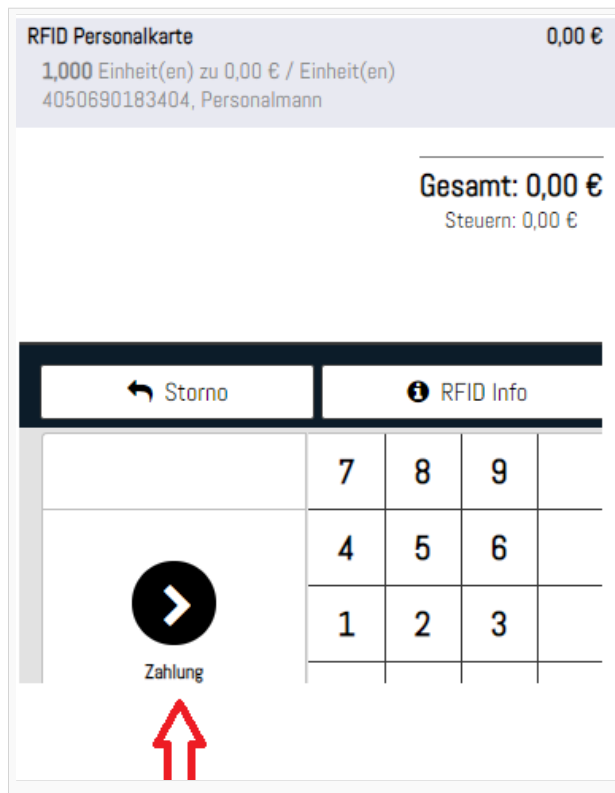 RFID Personalkarte 0,00 €
1,000 Einheit(en) zu 0,00 € / Einheit(en)
4050690183404, Personalmann
Gesamt: 0,00 €
Steuern: 0,00 €
Storno RFID Info
7 8 9
4 5 6
1 2 3
Zahlung